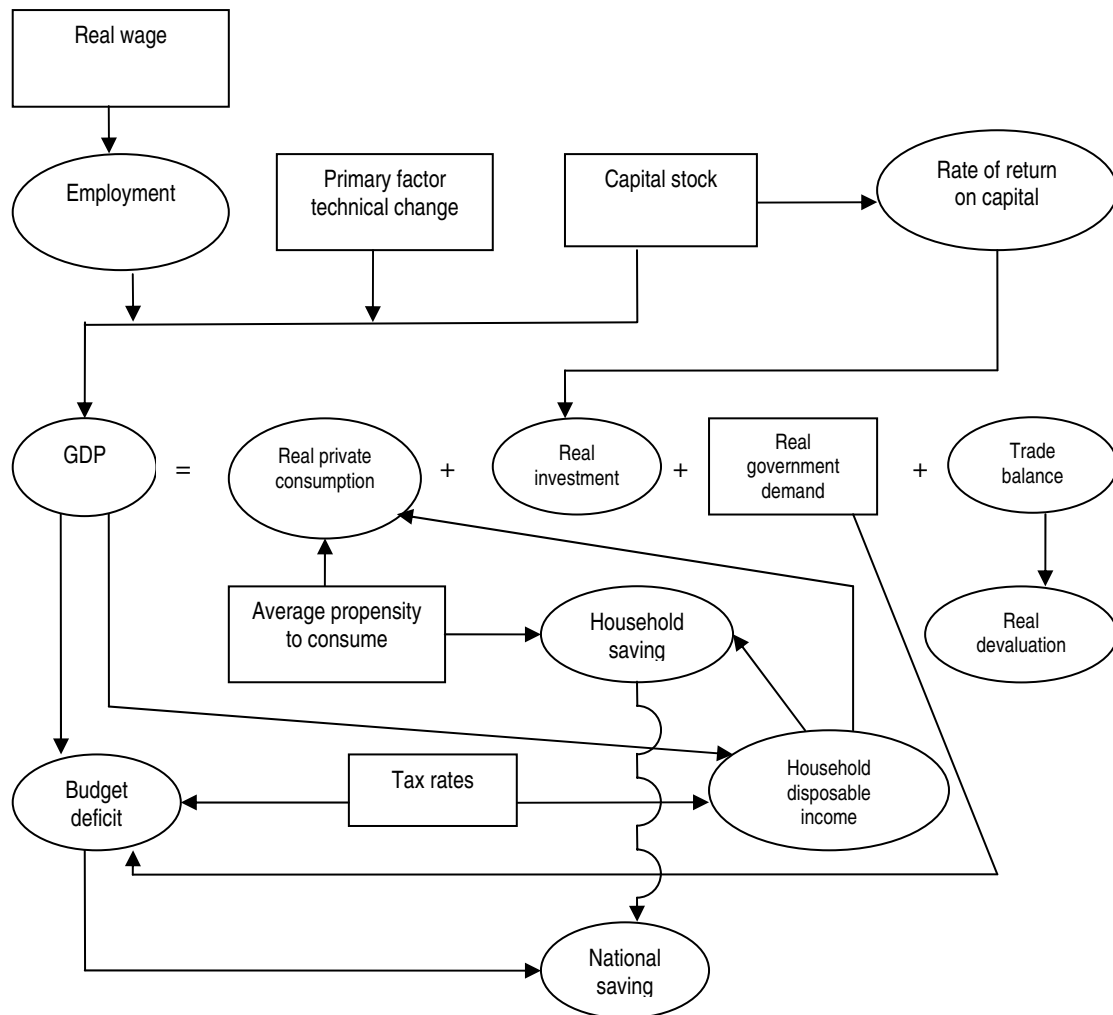 Real wage
Employment
Primary factor
technical change
Capital stock
Rate of return
on capital
GDP
=
Real private
consumption
+
Real
investment
+
Real
government
demand
+
Trade
balance
Average propensity
to consume
Household
saving
Real
devaluation
Budget
deficit
Tax rates
Household
disposable
income
National
saving